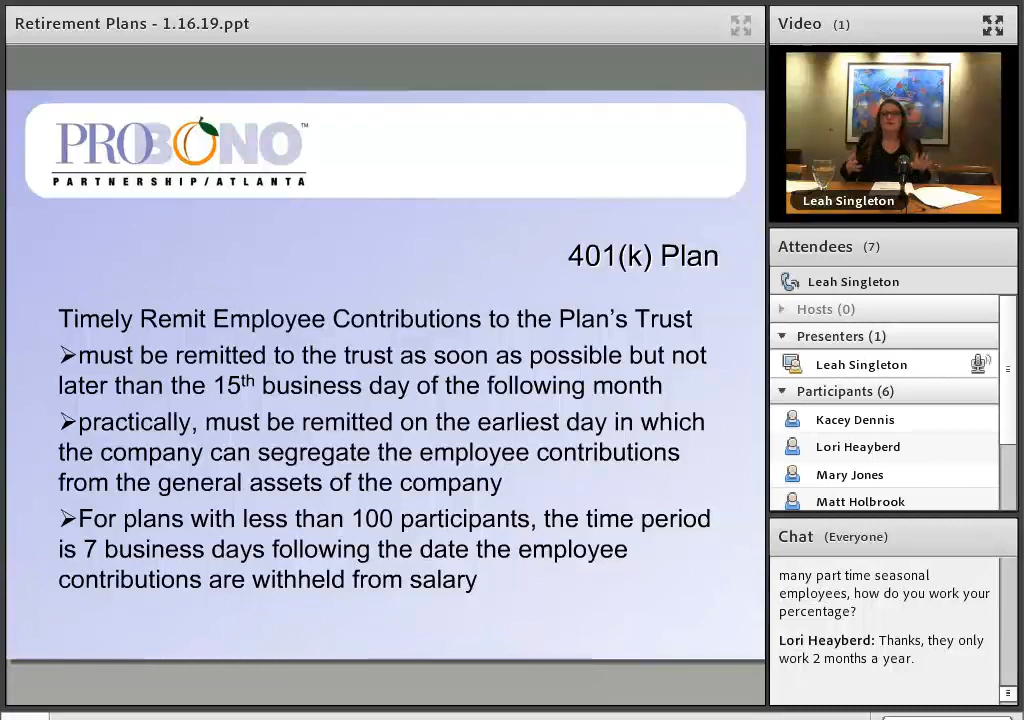 Retirement Plans - 1.16.19.ppt
PROBONO™
PARTNERSHIP/ATLANTA
401(k) Plan
Timely Remit Employee Contributions to the Plan's Trust
➢must be remitted to the trust as soon as possible but not
later than the 15th business day of the following month
➢practically, must be remitted on the earliest day in which
the company can segregate the employee contributions
from the general assets of the company
➢For plans with less than 100 participants, the time period
is 7 business days following the date the employee
contributions are withheld from salary
Video (1)
Leah Singleton
Attendees (7)
Leah Singleton
Hosts (0)
Presenters (1)
Leah Singleton
Participants (6)
Kacey Dennis
Lori Heayberd
Mary Jones
Matt Holbrook
Chat (Everyone)
many part time seasonal
employees, how do you work your
percentage?
Lori Heayberd: Thanks, they only
work 2 months a year.